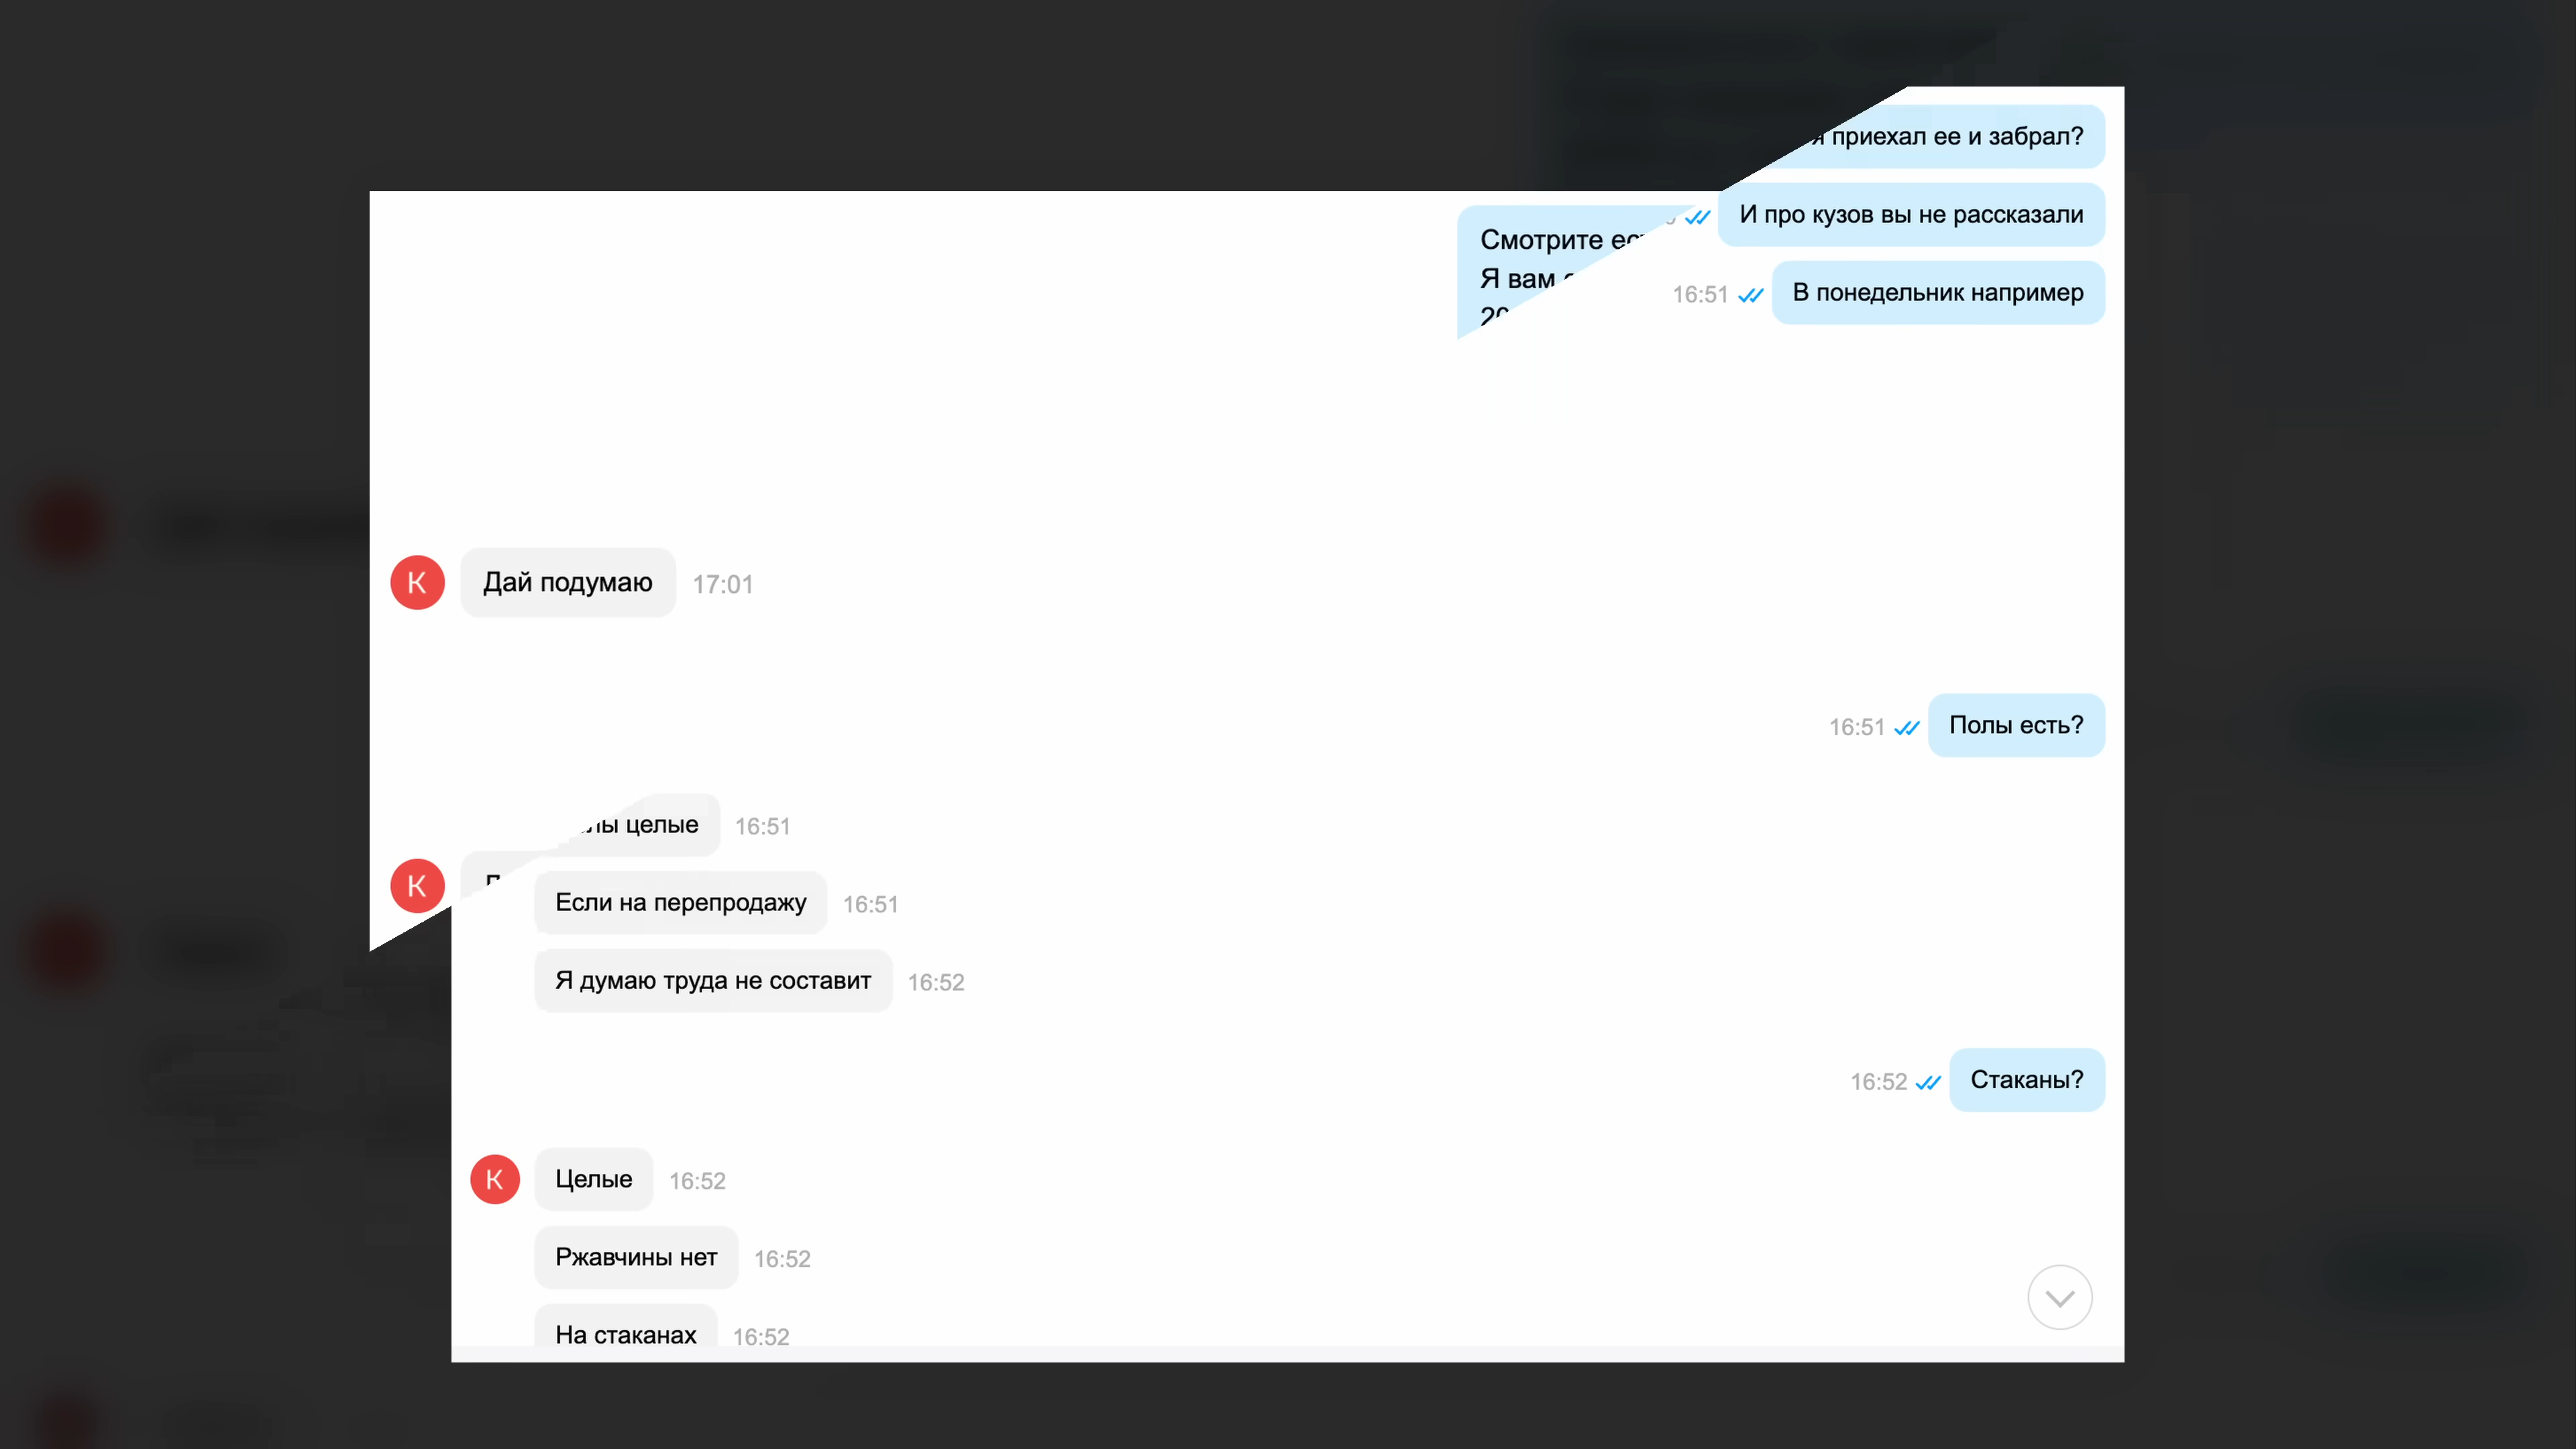 приехал ее и забрал?
И про кузов вы не рассказали
Смотрите
Я вам
16:51 В понедельник например
К Дай подумаю 17:01
16:51 Полы есть?
целые 16:51
К
Если на перепродажу 16:51
Я думаю труда не составит 16:52
16:52 Стаканы?
К Целые 16:52
Ржавчины нет 16:52
На стаканах 16:52